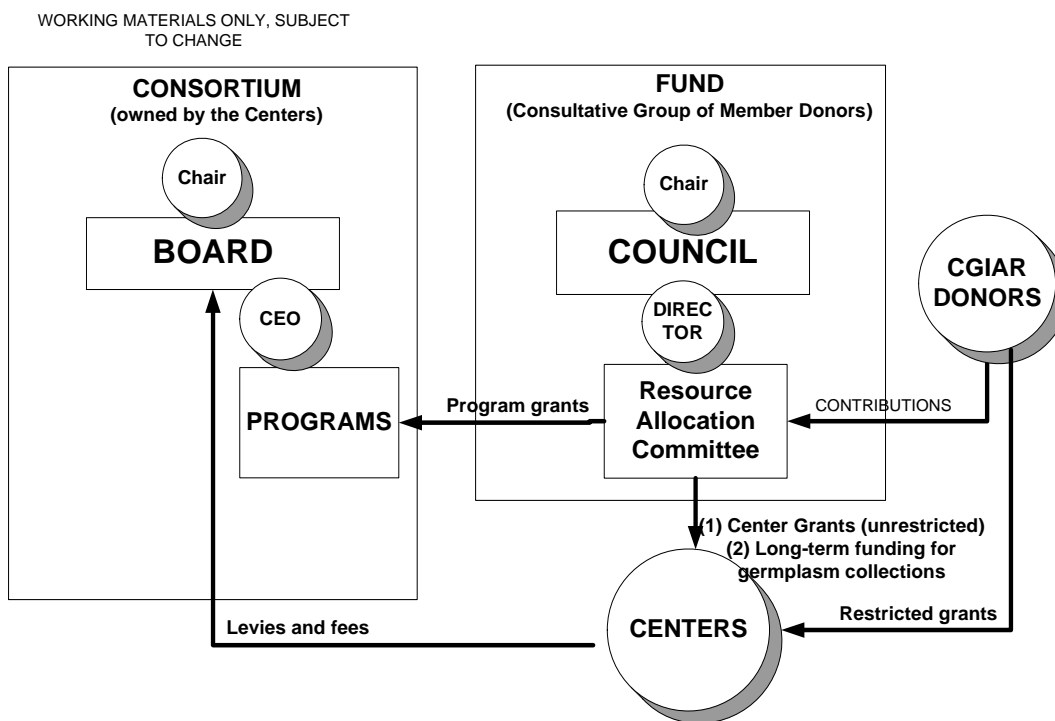 WORKING MATERIALS ONLY, SUBJECT
TO CHANGE
CONSORTIUM
(owned by the Centers)
Chair
BOARD
CEO
PROGRAMS
FUND
(Consultative Group of Member Donors)
Chair
COUNCIL
DIREC
TOR
Resource
Allocation
Committee
Program grants
CGIAR
DONORS
CONTRIBUTIONS
(1) Center Grants (unrestricted)
(2) Long-term funding for
germplasm collections
CENTERS
Restricted grants
Levies and fees